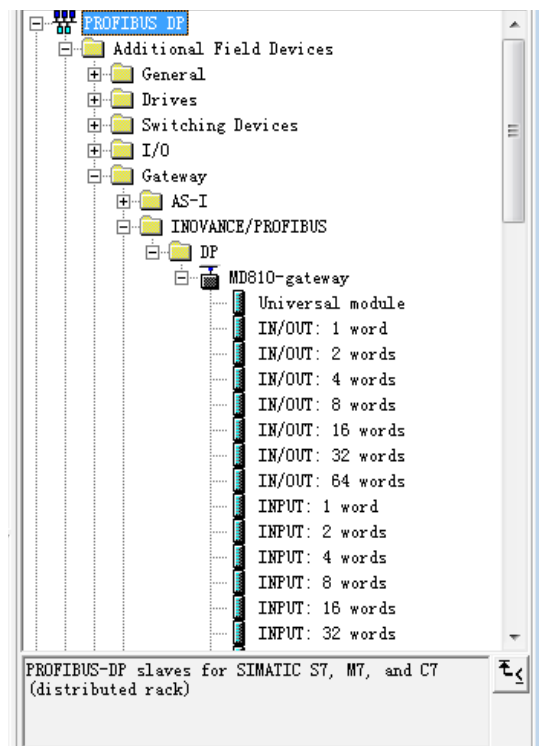 PROFIBUS DP
Additional Field Devices
General
Drives
Switching Devices
I/O
Gateway
AS-I
INOVANCE/PROFIBUS
DP
MD810-gateway
Universal module
IN/OUT: 1 word
IN/OUT: 2 words
IN/OUT: 4 words
IN/OUT: 8 words
IN/OUT: 16 words
IN/OUT: 32 words
IN/OUT: 64 words
INPUT: 1 word
INPUT: 2 words
INPUT: 4 words
INPUT: 8 words
INPUT: 16 words
INPUT: 32 words
PROFIBUS-DP slaves for SIMATIC S7, M7, and C7
(distributed rack)